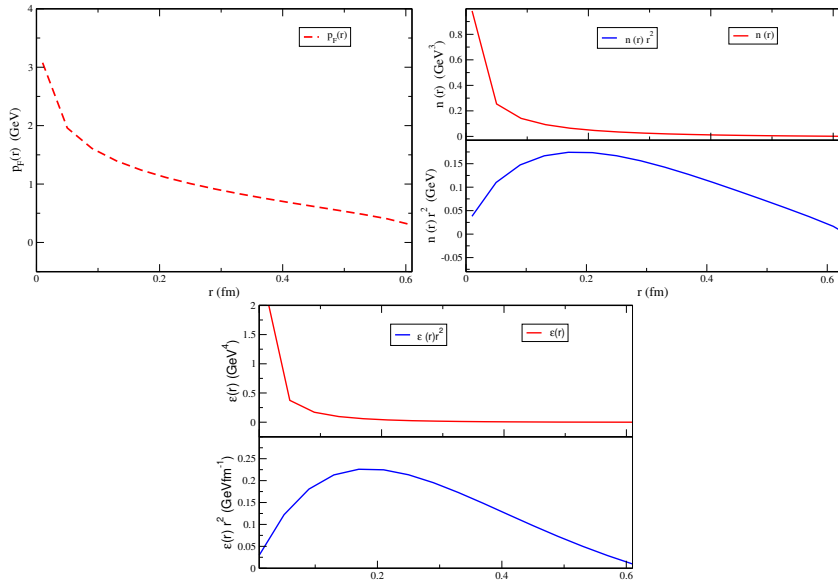 4
3
2
1
0
p_F(r) (GeV)
p_F(r)
0 0.2 0.4 0.6
r (fm)
0.8
0.6
0.4
0.2
0
n (r) (GeV^3)
n (r) r^2
n (r)
0.15
0.1
0.05
0
-0.05
n (r) r^2 (GeV)
0 0.2 0.4 0.6
r (fm)
2
1.5
1
0.5
0
ε(r) (GeV^4)
ε (r)r^2
ε(r)
0.25
0.2
0.15
0.1
0.05
0
ε(r) r^2 (GeVfm^-1)
0.2 0.4 0.6